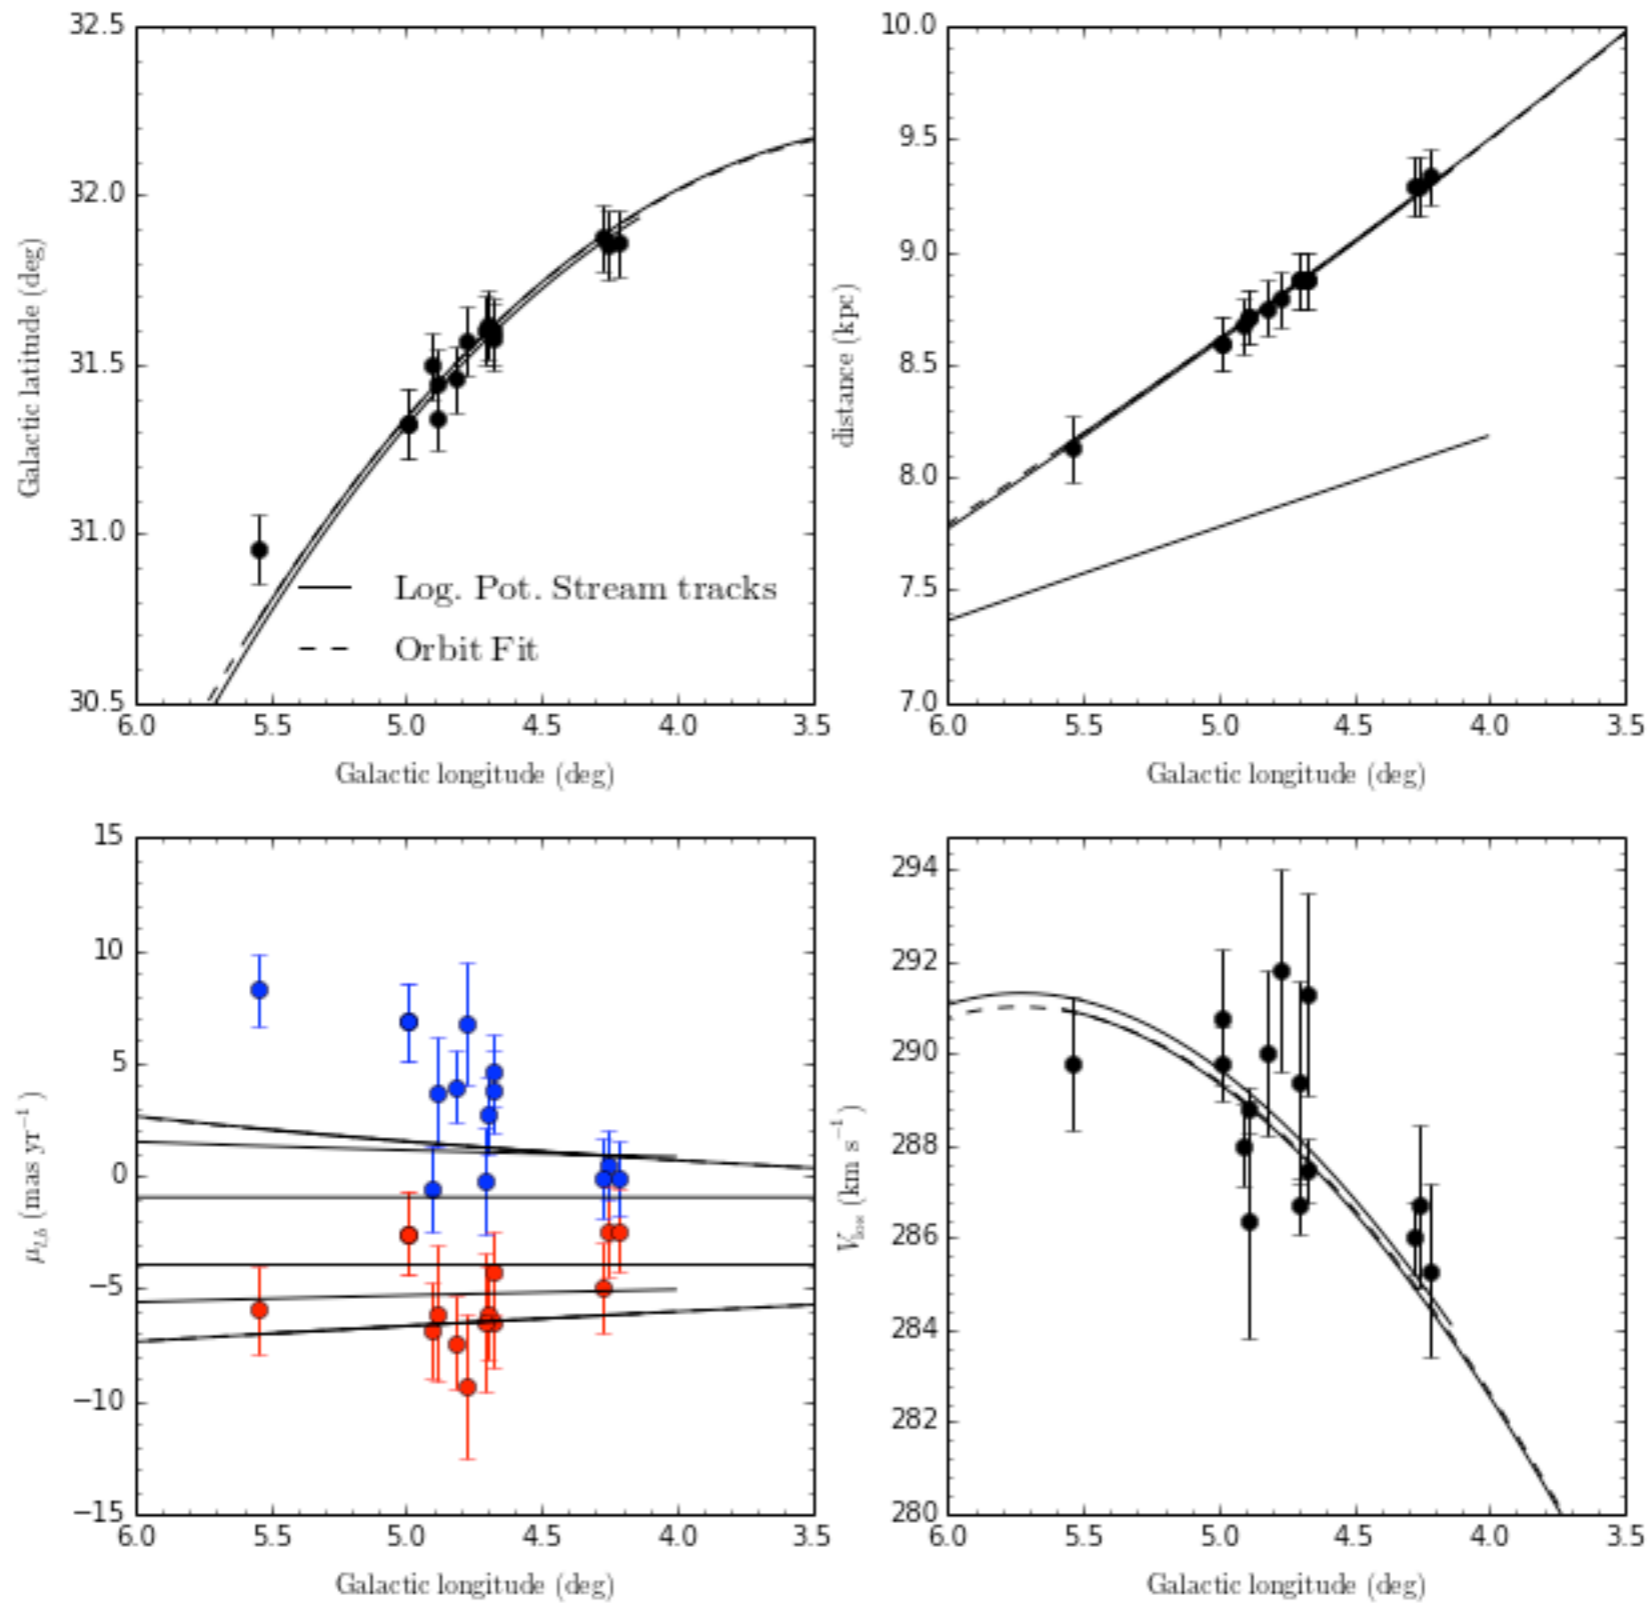 32.5
32.0
31.5
31.0
30.5
6.0 5.5 5.0 4.5 4.0 3.5
Galactic latitude (deg)
Galactic longitude (deg)
Log. Pot. Stream tracks
Orbit Fit
10.0
9.5
9.0
8.5
8.0
7.5
7.0
6.0 5.5 5.0 4.5 4.0 3.5
distance (kpc)
Galactic longitude (deg)
15
10
5
0
−5
−10
−15
6.0 5.5 5.0 4.5 4.0 3.5
(mas yr−1)
Galactic longitude (deg)
294
292
290
288
286
284
282
280
6.0 5.5 5.0 4.5 4.0 3.5
Vlos (km s−1)
Galactic longitude (deg)